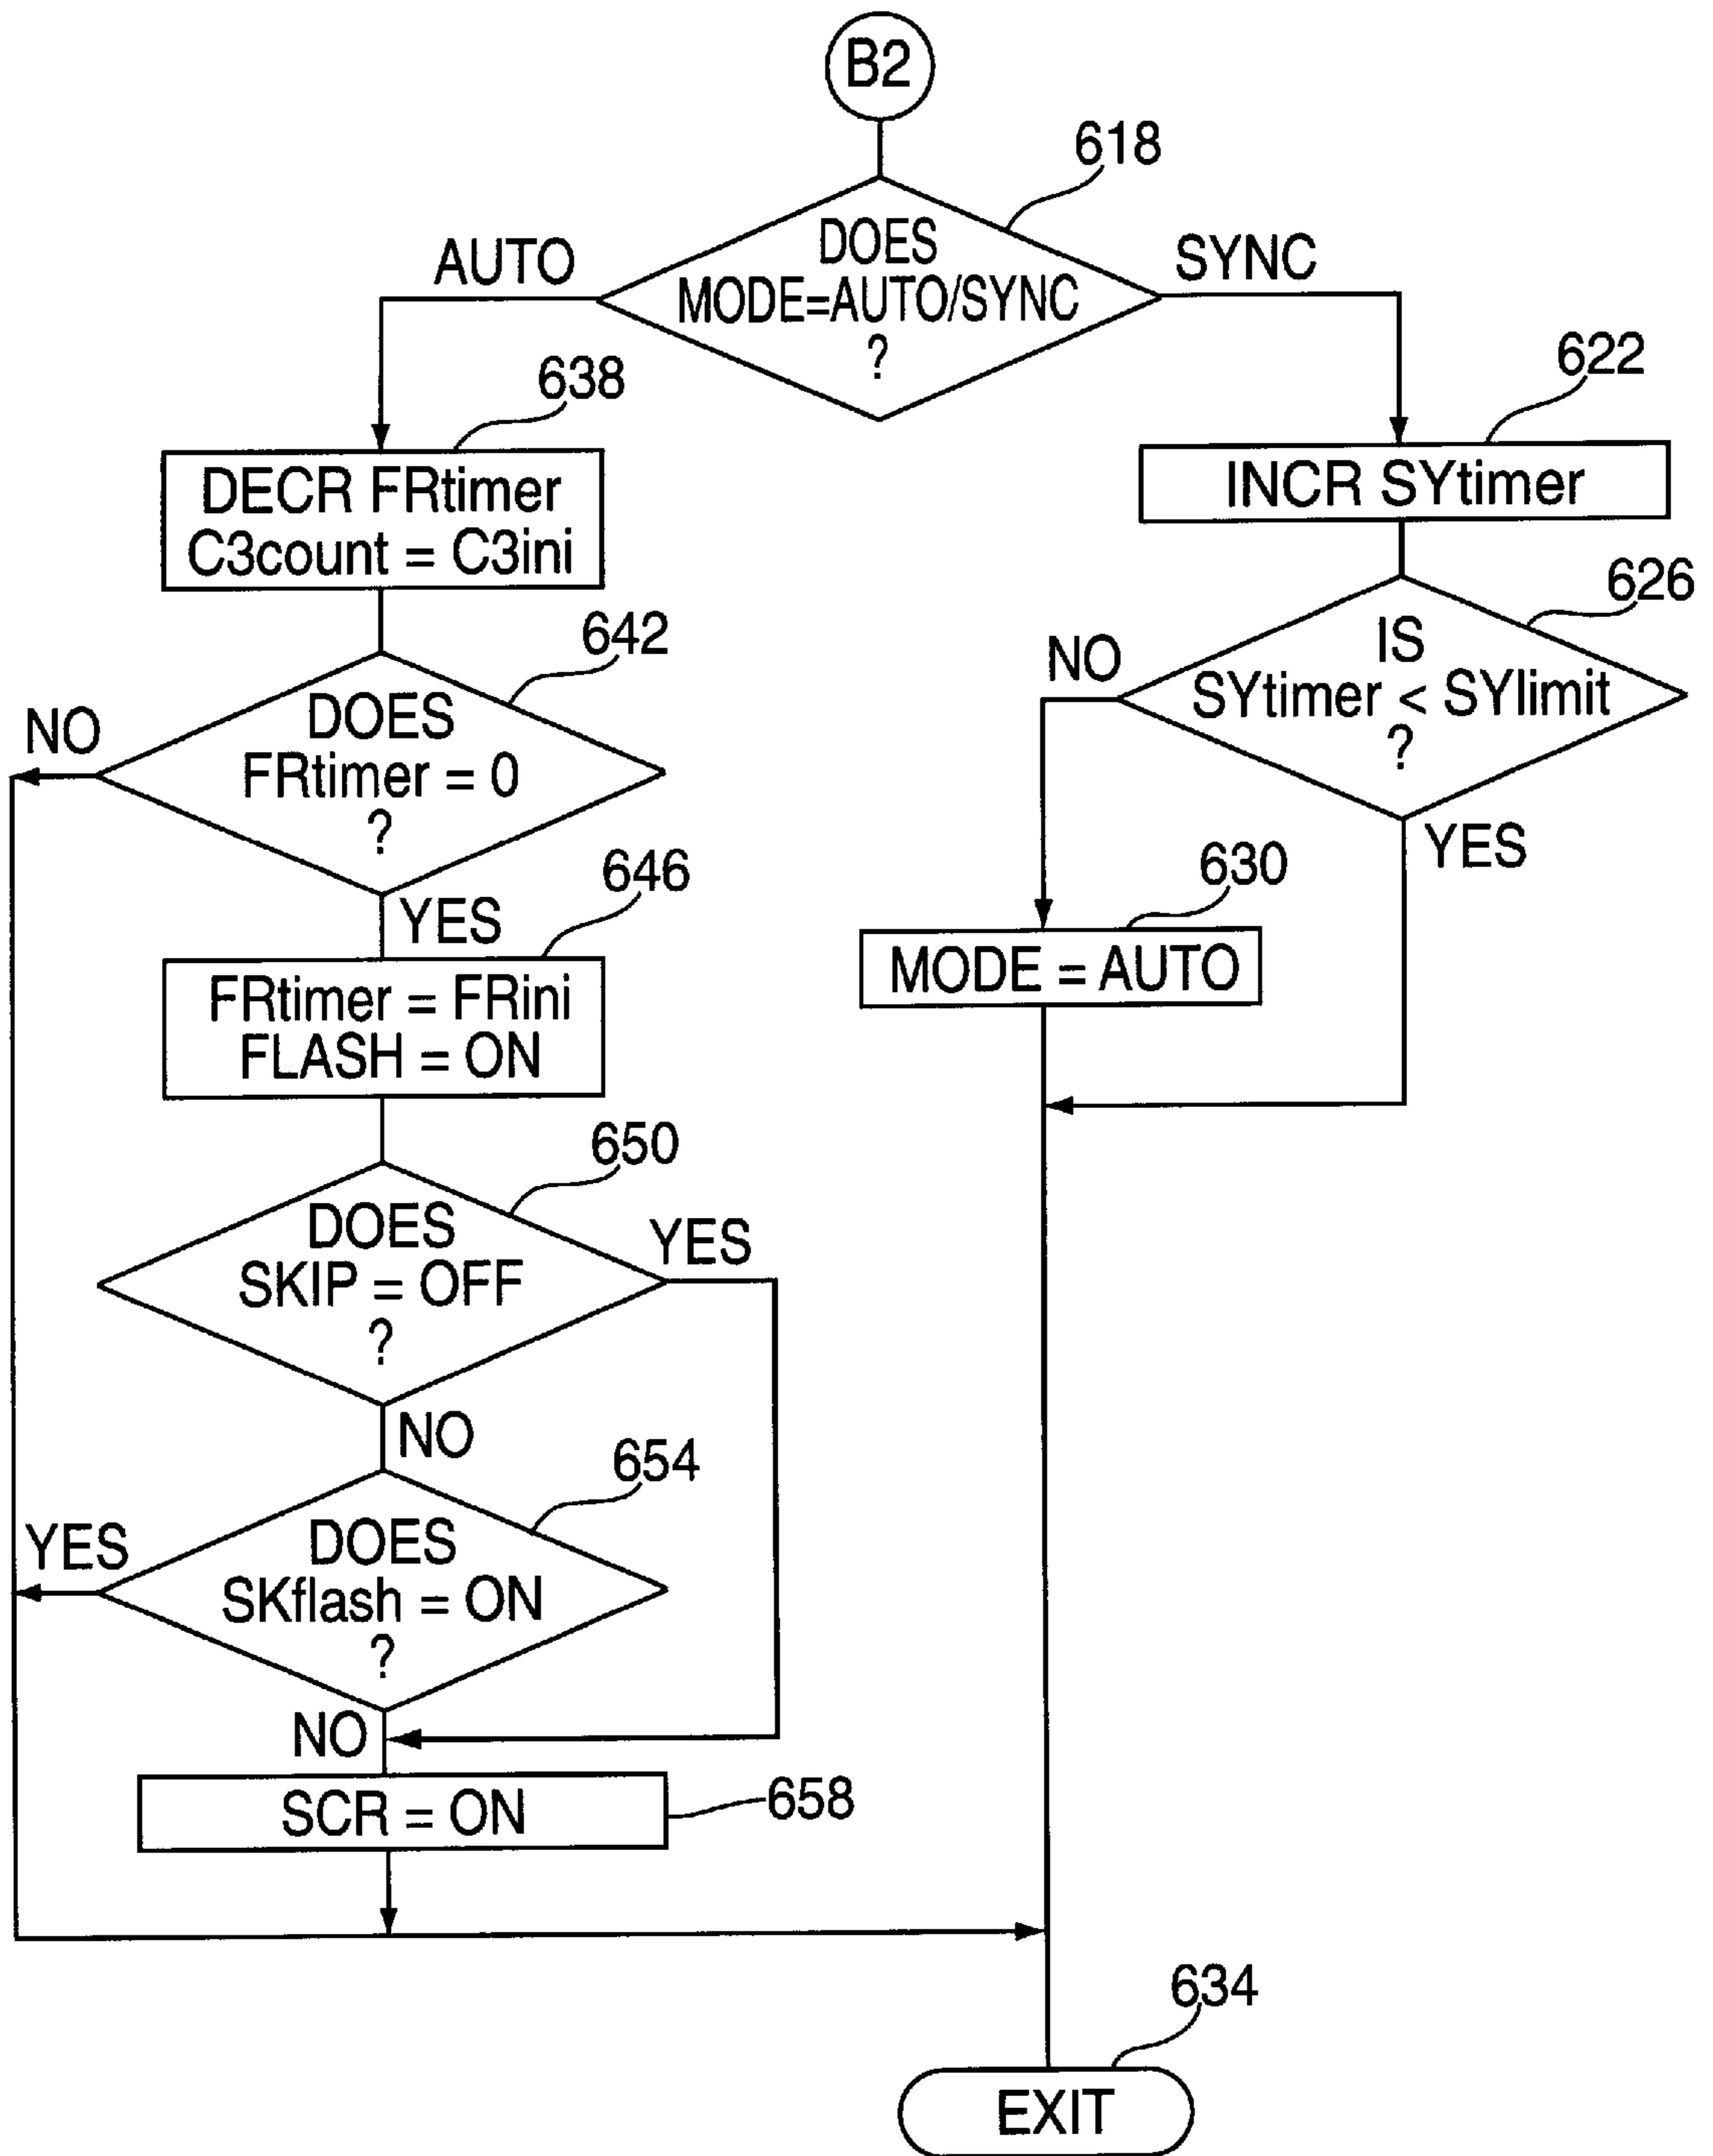 B2
618
DOES
MODE=AUTO/SYNC
?
AUTO
SYNC
638
DECR FRtimer
C3count = C3ini
622
INCR SYtimer
642
DOES
FRtimer = 0
?
NO
YES
626
IS
SYtimer < SYlimit
?
NO
YES
630
MODE = AUTO
646
FRtimer = FRini
FLASH = ON
650
DOES
SKIP = OFF
?
YES
NO
654
DOES
SKflash = ON
?
YES
NO
SCR = ON
658
634
EXIT